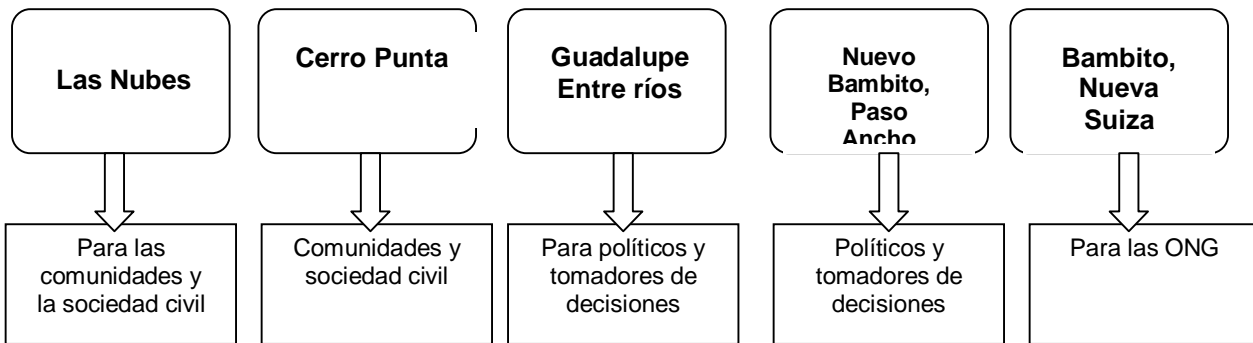 Las Nubes
Cerro Punta
Guadalupe
Entre ríos
Nuevo
Bambito,
Paso
Ancho
Bambito,
Nueva
Suiza
Para las
comunidades y
la sociedad civil
Comunidades y
sociedad civil
Para políticos y
tomadores de
decisiones
Políticos y
tomadores de
decisiones
Para las ONG